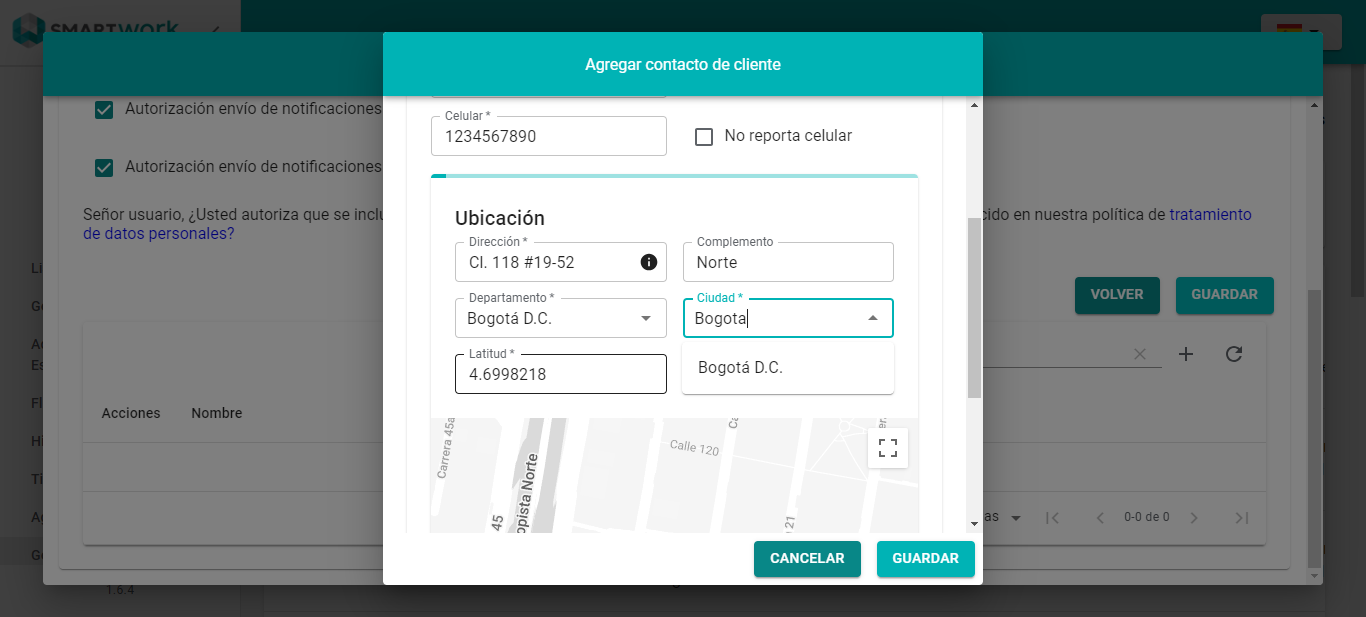 SMARTWORK
Agregar contacto de cliente
Autorización envío de notificaciones
Celular *
1234567890
No reporta celular
Autorización envío de notificaciones
Señor usuario, ¿Usted autoriza que se inclu
cido en nuestra política de tratamiento
de datos personales?
Ubicación
Dirección *
Cl. 118 #19-52
Complemento
Norte
Departamento *
Bogotá D.C.
Ciudad *
Bogota
VOLVER
GUARDAR
Latitud *
4.6998218
Bogotá D.C.
Acciones
Nombre
Carrera 45a
Calle 120
opista Norte
45
21
as
0-0 de 0
CANCELAR
GUARDAR
1.6.4